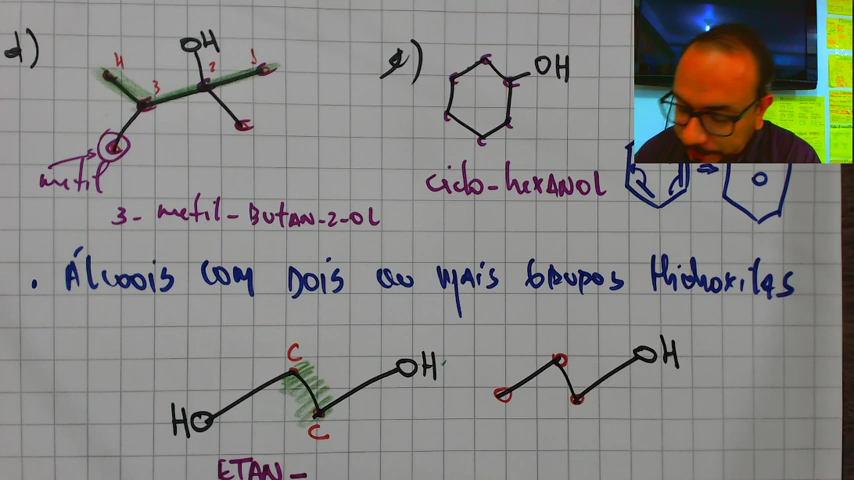 d)
OH
4 3 2 1
metil
3-metil-Butan-2-OL
e)
OH
C C C C C C
ciclo-hexANOL
. Álcoois com Dois ou mais Grupos Hidroxilas
HO C C OH
OH
ETAN-